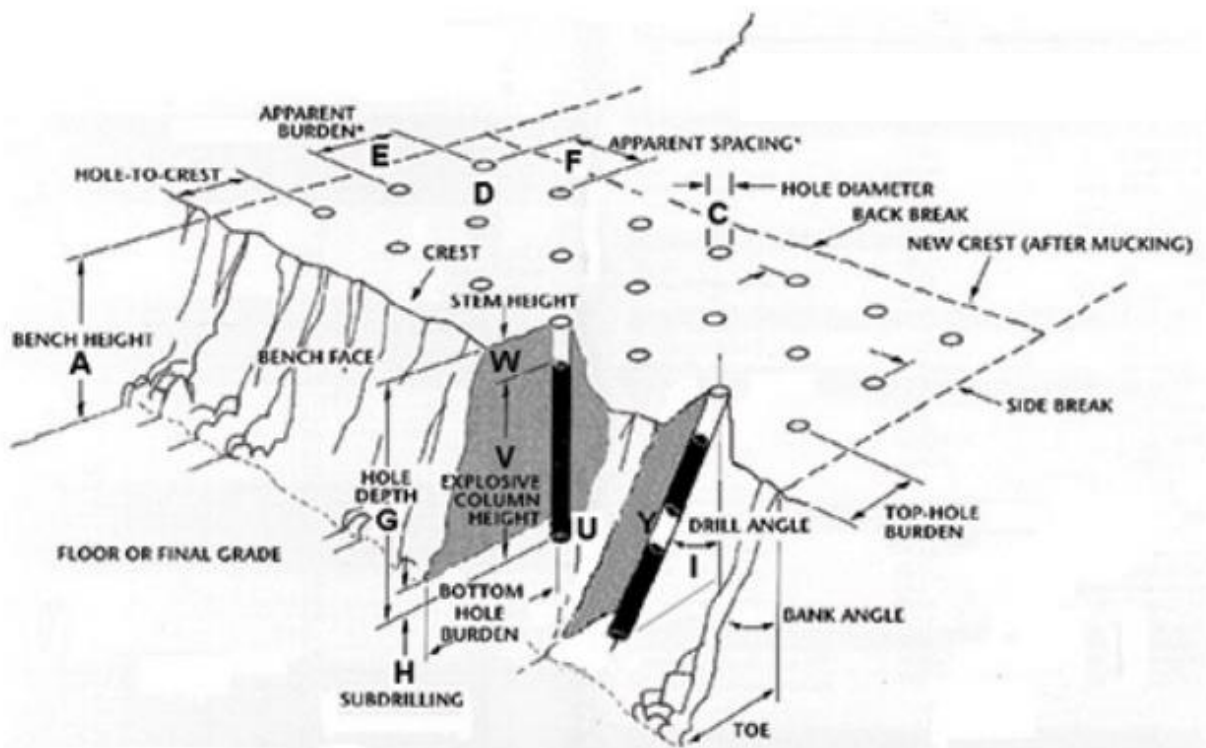 APPARENT
BURDEN*
E
F
APPARENT SPACING*
HOLE-TO-CREST
D
C
HOLE DIAMETER
BACK BREAK
NEW CREST (AFTER MUCKING)
CREST
STEM HEIGHT
BENCH HEIGHT
A
BENCH FACE
W
SIDE BREAK
V
HOLE
DEPTH
G
EXPLOSIVE
COLUMN
HEIGHT
U
Y
DRILL ANGLE
I
TOP-HOLE
BURDEN
FLOOR OR FINAL GRADE
BOTTOM
HOLE
BURDEN
BANK ANGLE
H
SUBDRILLING
TOE